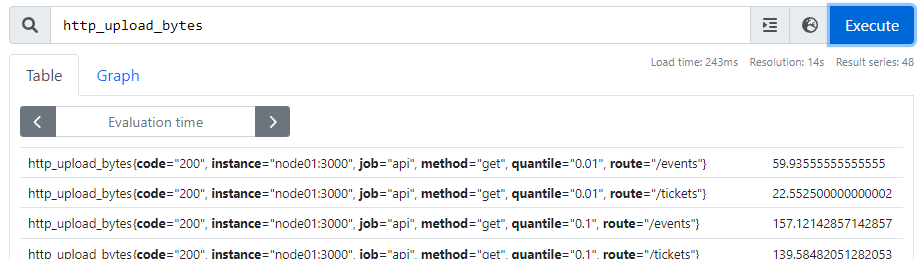 http_upload_bytes Execute
Table Graph Load time: 243ms Resolution: 14s Result series: 48
Evaluation time
http_upload_bytes{code="200", instance="node01:3000", job="api", method="get", quantile="0.01", route="/events"} 59.93555555555555
http_upload_bytes{code="200", instance="node01:3000", job="api", method="get", quantile="0.01", route="/tickets"} 22.552500000000002
http_upload_bytes{code="200", instance="node01:3000", job="api", method="get", quantile="0.1", route="/events"} 157.12142857142857
http_upload_bytes{code="200", instance="node01:3000", job="api", method="get", quantile="0.1", route="/tickets"} 139.58482051282053